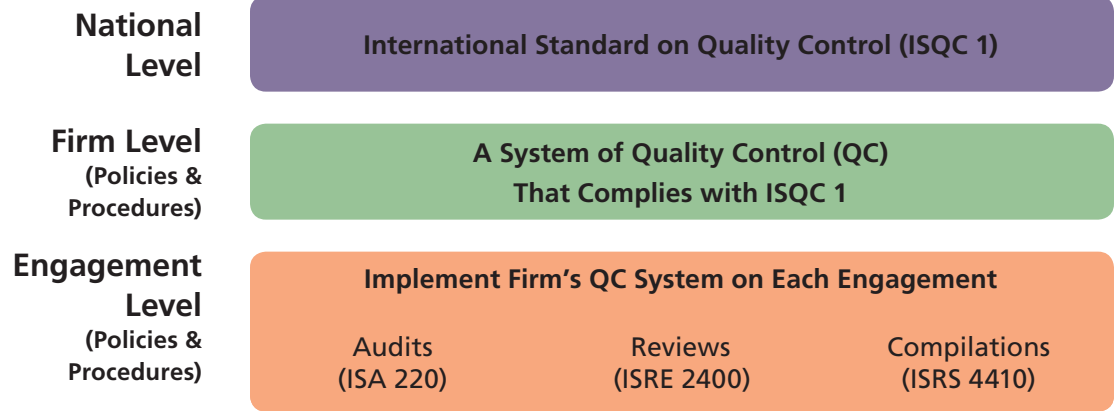 National
Level
International Standard on Quality Control (ISQC 1)
Firm Level
(Policies &
Procedures)
A System of Quality Control (QC)
That Complies with ISQC 1
Engagement
Level
(Policies &
Procedures)
Implement Firm’s QC System on Each Engagement
Audits
(ISA 220)
Reviews
(ISRE 2400)
Compilations
(ISRS 4410)